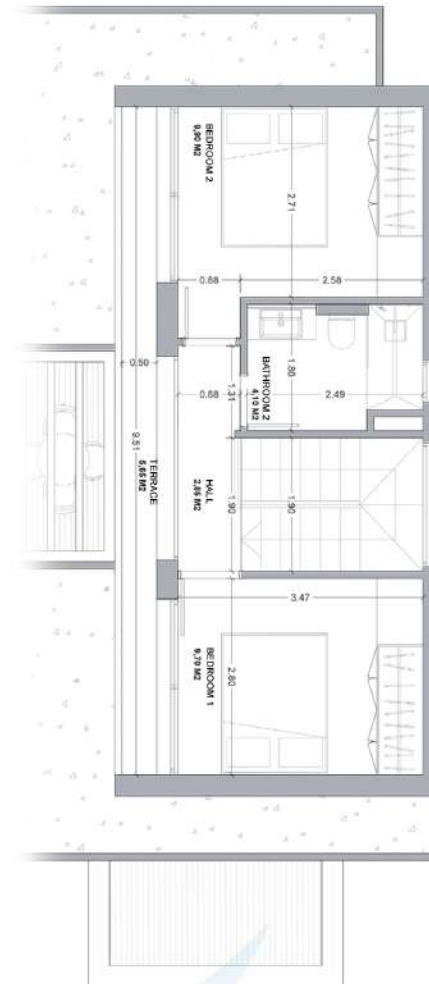 BEDROOM 2
9,90 M2
2.71
0.88
2.58
BATHROOM 2
4,10 M2
1.86
2.49
0.50
9.51
TERRACE
5,85 M2
0.88
1.31
HALL
2,85 M2
1.90
1.90
3.47
BEDROOM 1
9,70 M2
2.80